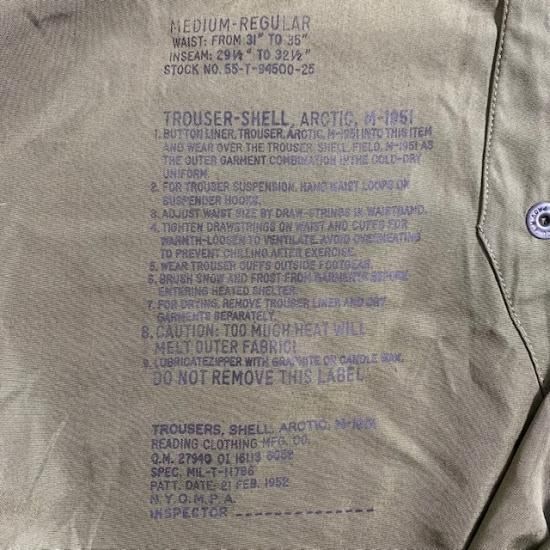 MEDIUM-REGULAR
WAIST: FROM 31" TO 35"
INSEAM: 29½" TO 32½"
STOCK NO. 55-T-94500-25
TROUSER-SHELL, ARCTIC, M-1951
1. BUTTON LINER, TROUSER, ARCTIC, M-1951 INTO THIS ITEM
AND WEAR OVER THE TROUSER, SHELL, FIELD, M-1951 AS
THE OUTER GARMENT COMBINATION IN THE COLD-DRY
UNIFORM.
2. FOR TROUSER SUSPENSION, HANG WAIST LOOPS ON
SUSPENDER HOOKS.
3. ADJUST WAIST SIZE BY DRAW-STRINGS IN WAISTBAND.
4. TIGHTEN DRAWSTRINGS ON WAIST AND CUFFS FOR
WARMTH-LOOSEN TO VENTILATE. AVOID OVERHEATING
TO PREVENT CHILLING AFTER EXERCISE.
5. WEAR TROUSER CUFFS OUTSIDE FOOTGEAR.
6. BRUSH SNOW AND FROST FROM GARMENTS BEFORE
ENTERING HEATED SHELTER.
7. FOR DRYING, REMOVE TROUSER LINER AND DRY
GARMENTS SEPARATELY.
8. CAUTION: TOO MUCH HEAT WILL
MELT OUTER FABRIC!
9. LUBRICATE ZIPPER WITH GRAPHITE OR CANDLE WAX.
DO NOT REMOVE THIS LABEL
TROUSERS, SHELL, ARCTIC, M-1951
READING CLOTHING MFG. CO.
Q.M. 27940 OI 16113
SPEC. MIL-T-11786
PATT. DATE: 21 FEB. 1952
N.Y.Q.M.P.A.
INSPECTOR